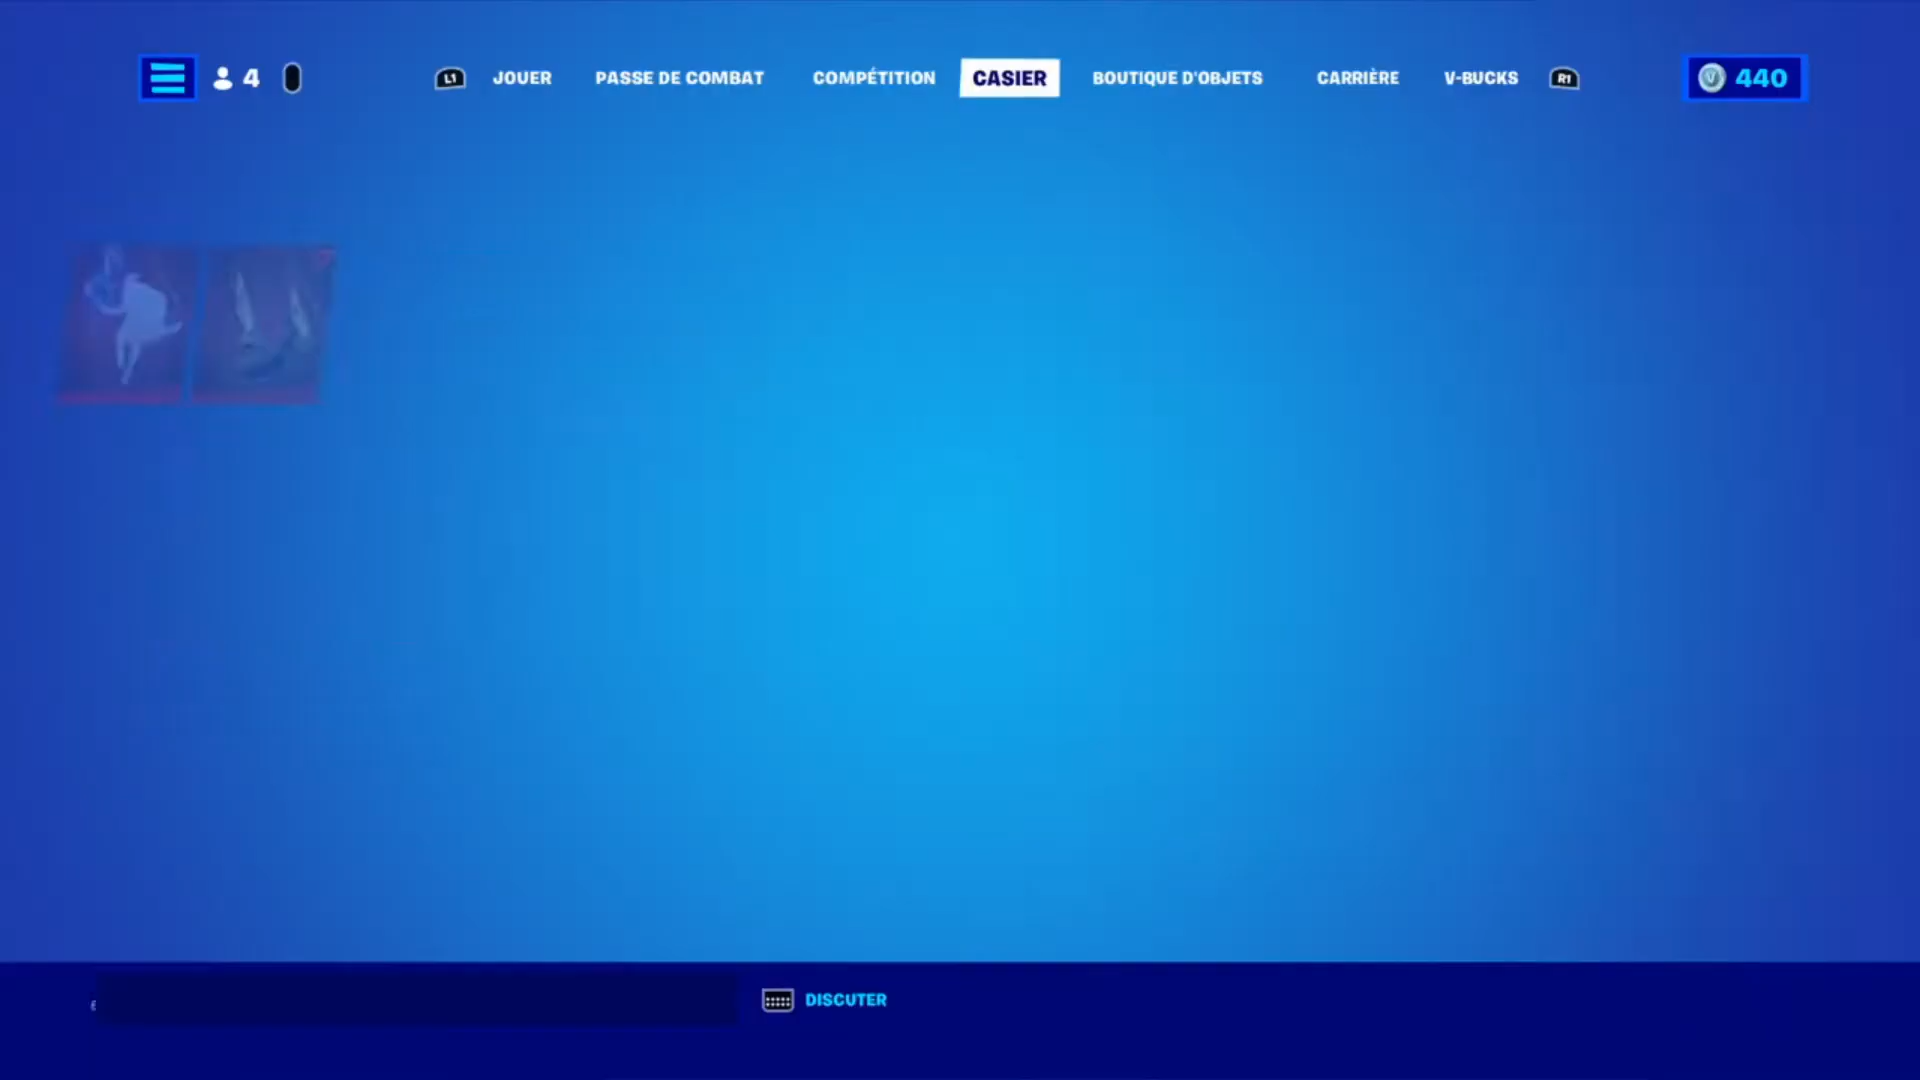 4
L1 JOUER PASSE DE COMBAT COMPÉTITION CASIER BOUTIQUE D'OBJETS CARRIÈRE V-BUCKS R1
V 440
DISCUTER